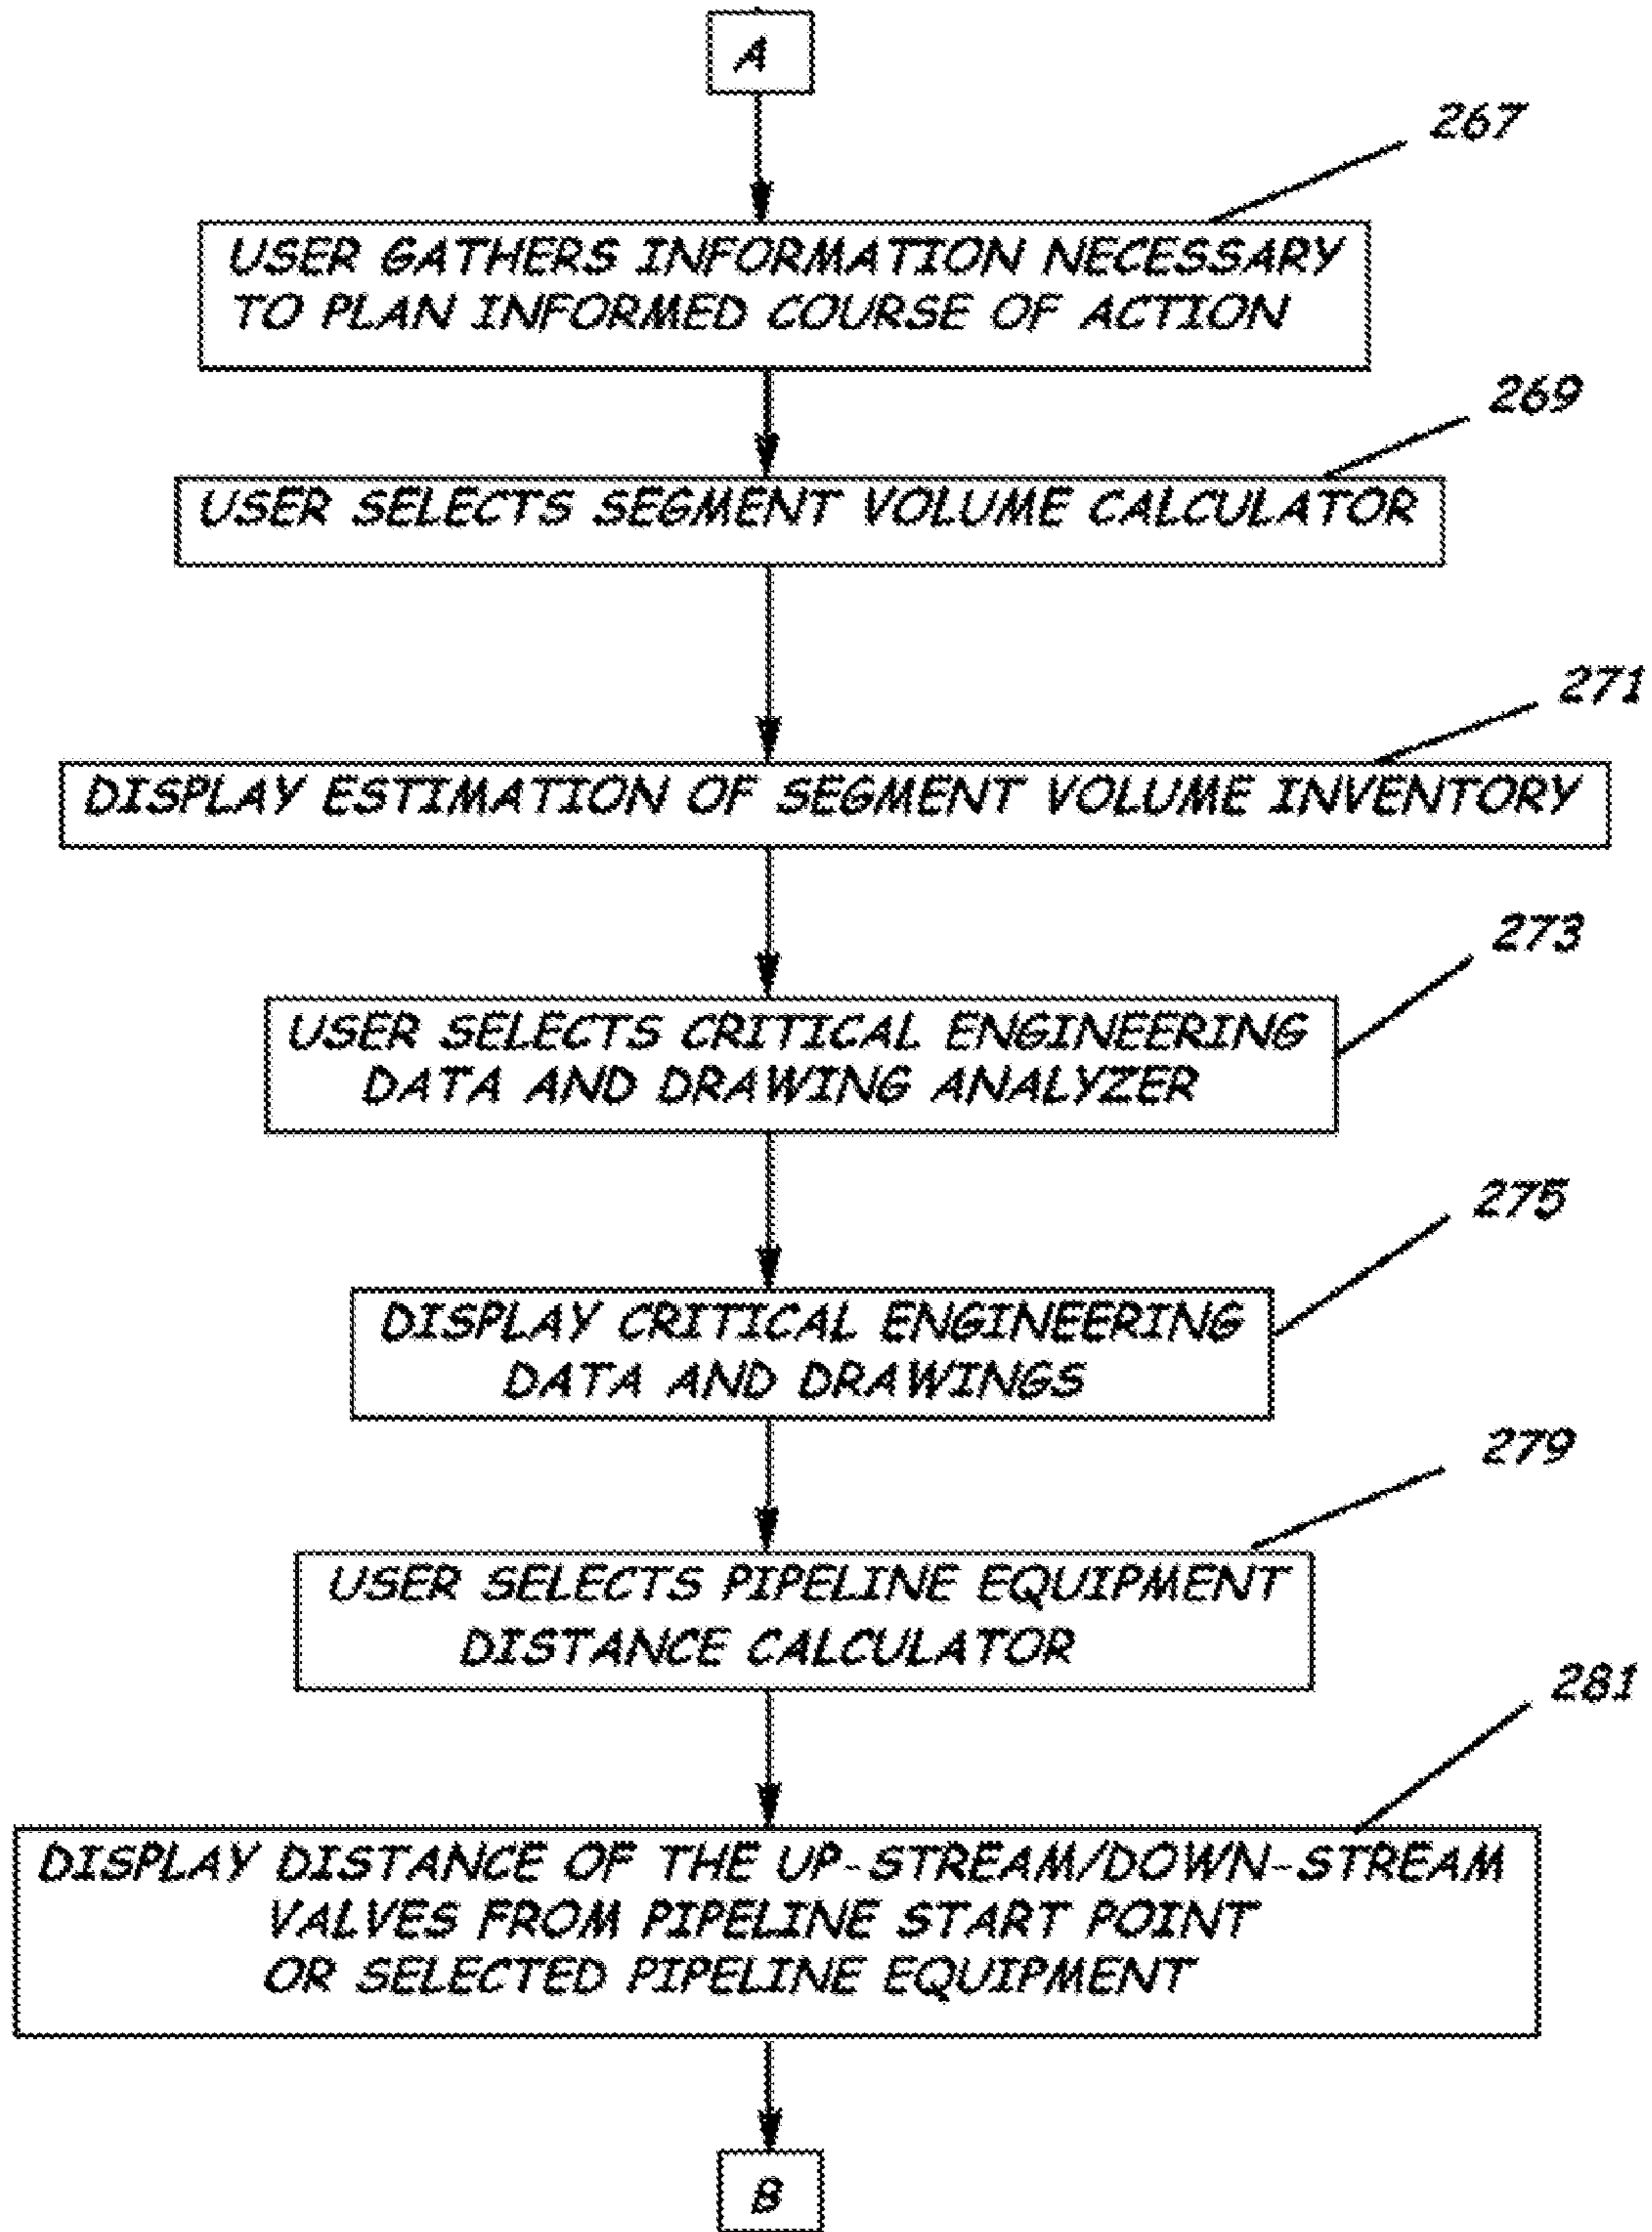 A
267
USER GATHERS INFORMATION NECESSARY
TO PLAN INFORMED COURSE OF ACTION
269
USER SELECTS SEGMENT VOLUME CALCULATOR
271
DISPLAY ESTIMATION OF SEGMENT VOLUME INVENTORY
273
USER SELECTS CRITICAL ENGINEERING
DATA AND DRAWING ANALYZER
275
DISPLAY CRITICAL ENGINEERING
DATA AND DRAWINGS
279
USER SELECTS PIPELINE EQUIPMENT
DISTANCE CALCULATOR
281
DISPLAY DISTANCE OF THE UP-STREAM/DOWN-STREAM
VALVES FROM PIPELINE START POINT
OR SELECTED PIPELINE EQUIPMENT
B